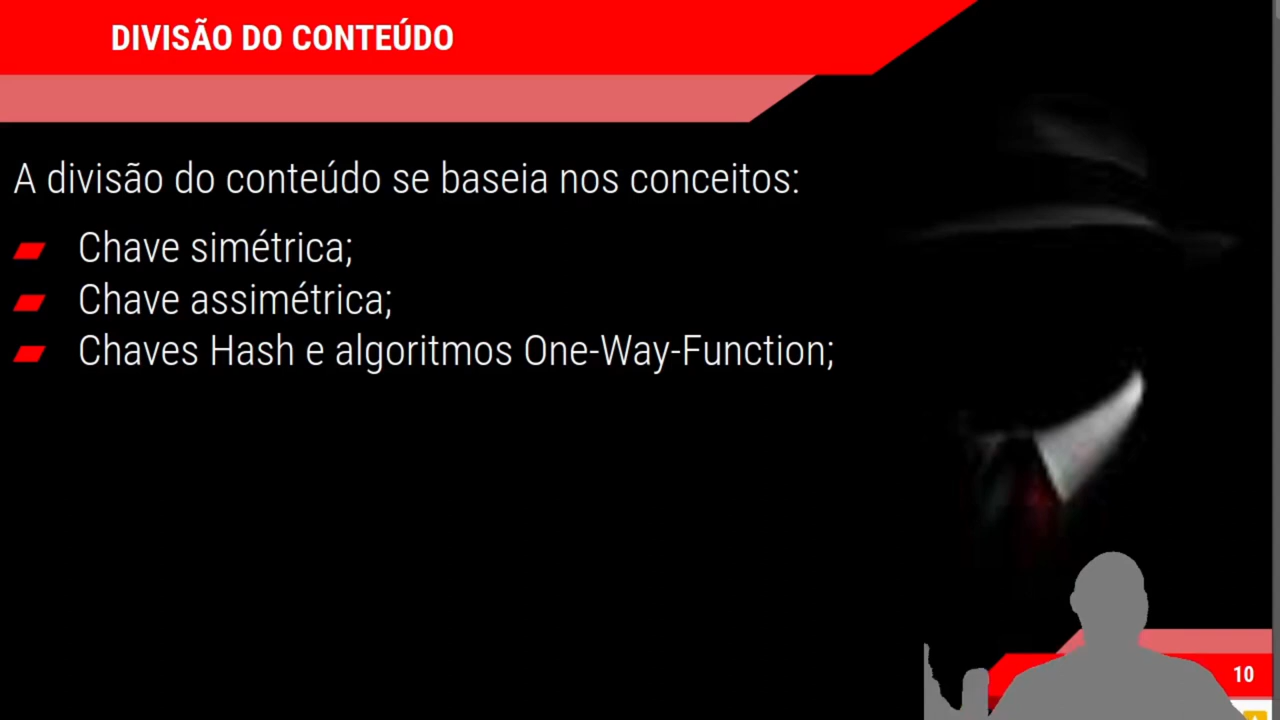 DIVISÃO DO CONTEÚDO
A divisão do conteúdo se baseia nos conceitos:
Chave simétrica;
Chave assimétrica;
Chaves Hash e algoritmos One-Way-Function;
10